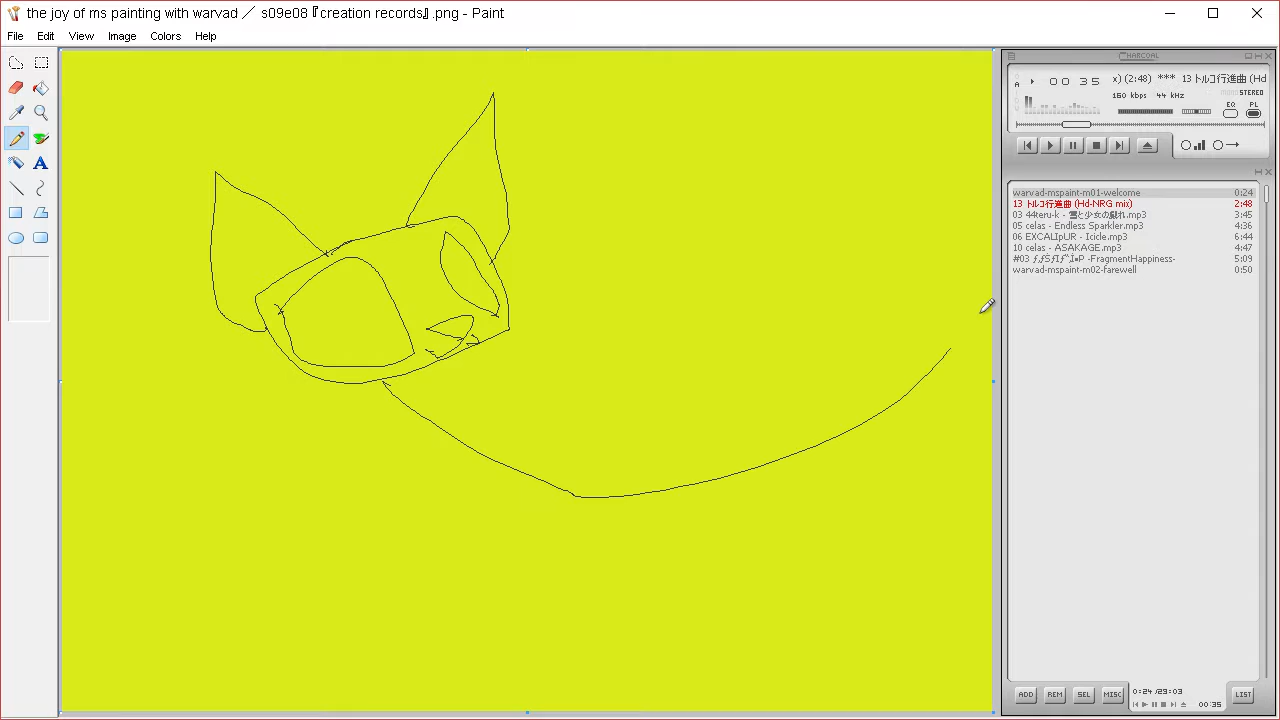 the joy of ms painting with warvad ／ s09e08『creation records』.png - Paint
File Edit View Image Colors Help
CHARCOAL
00 35
x) (2:48) *** 13 トルコ行進曲 (Hd
160 kbps 44 kHz
STEREO
EQ PL
warvad-mspaint-m01-welcome 0:24
13 トルコ行進曲 (Hd-NRG mix) 2:48
03 44teru-k - 雪と少女の戯れ.mp3 3:45
05 celas - Endless Sparkler.mp3 4:36
06 EXCALIpUR - Icicle.mp3 6:44
10 celas - ASAKAGE.mp3 4:47
-FragmentHappiness- 5:09
warvad-mspaint-m02-farewell 0:50
ADD REM SEL MISC 0:24/29:03 LIST
00:35